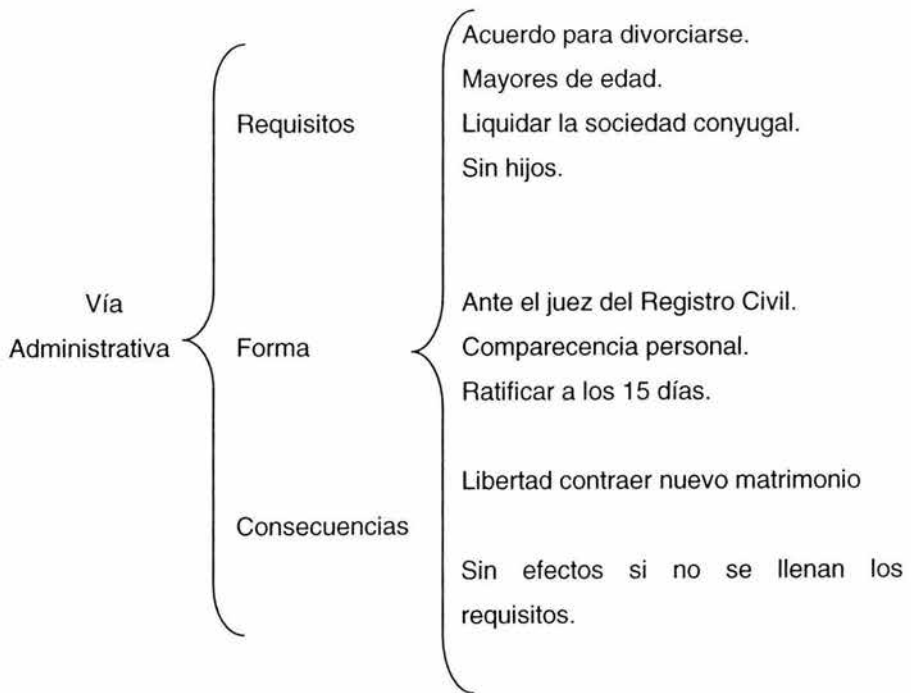 Vía
Administrativa
Requisitos
Acuerdo para divorciarse.
Mayores de edad.
Liquidar la sociedad conyugal.
Sin hijos.
Forma
Ante el juez del Registro Civil.
Comparecencia personal.
Ratificar a los 15 días.
Consecuencias
Libertad contraer nuevo matrimonio
Sin efectos si no se llenan los
requisitos.